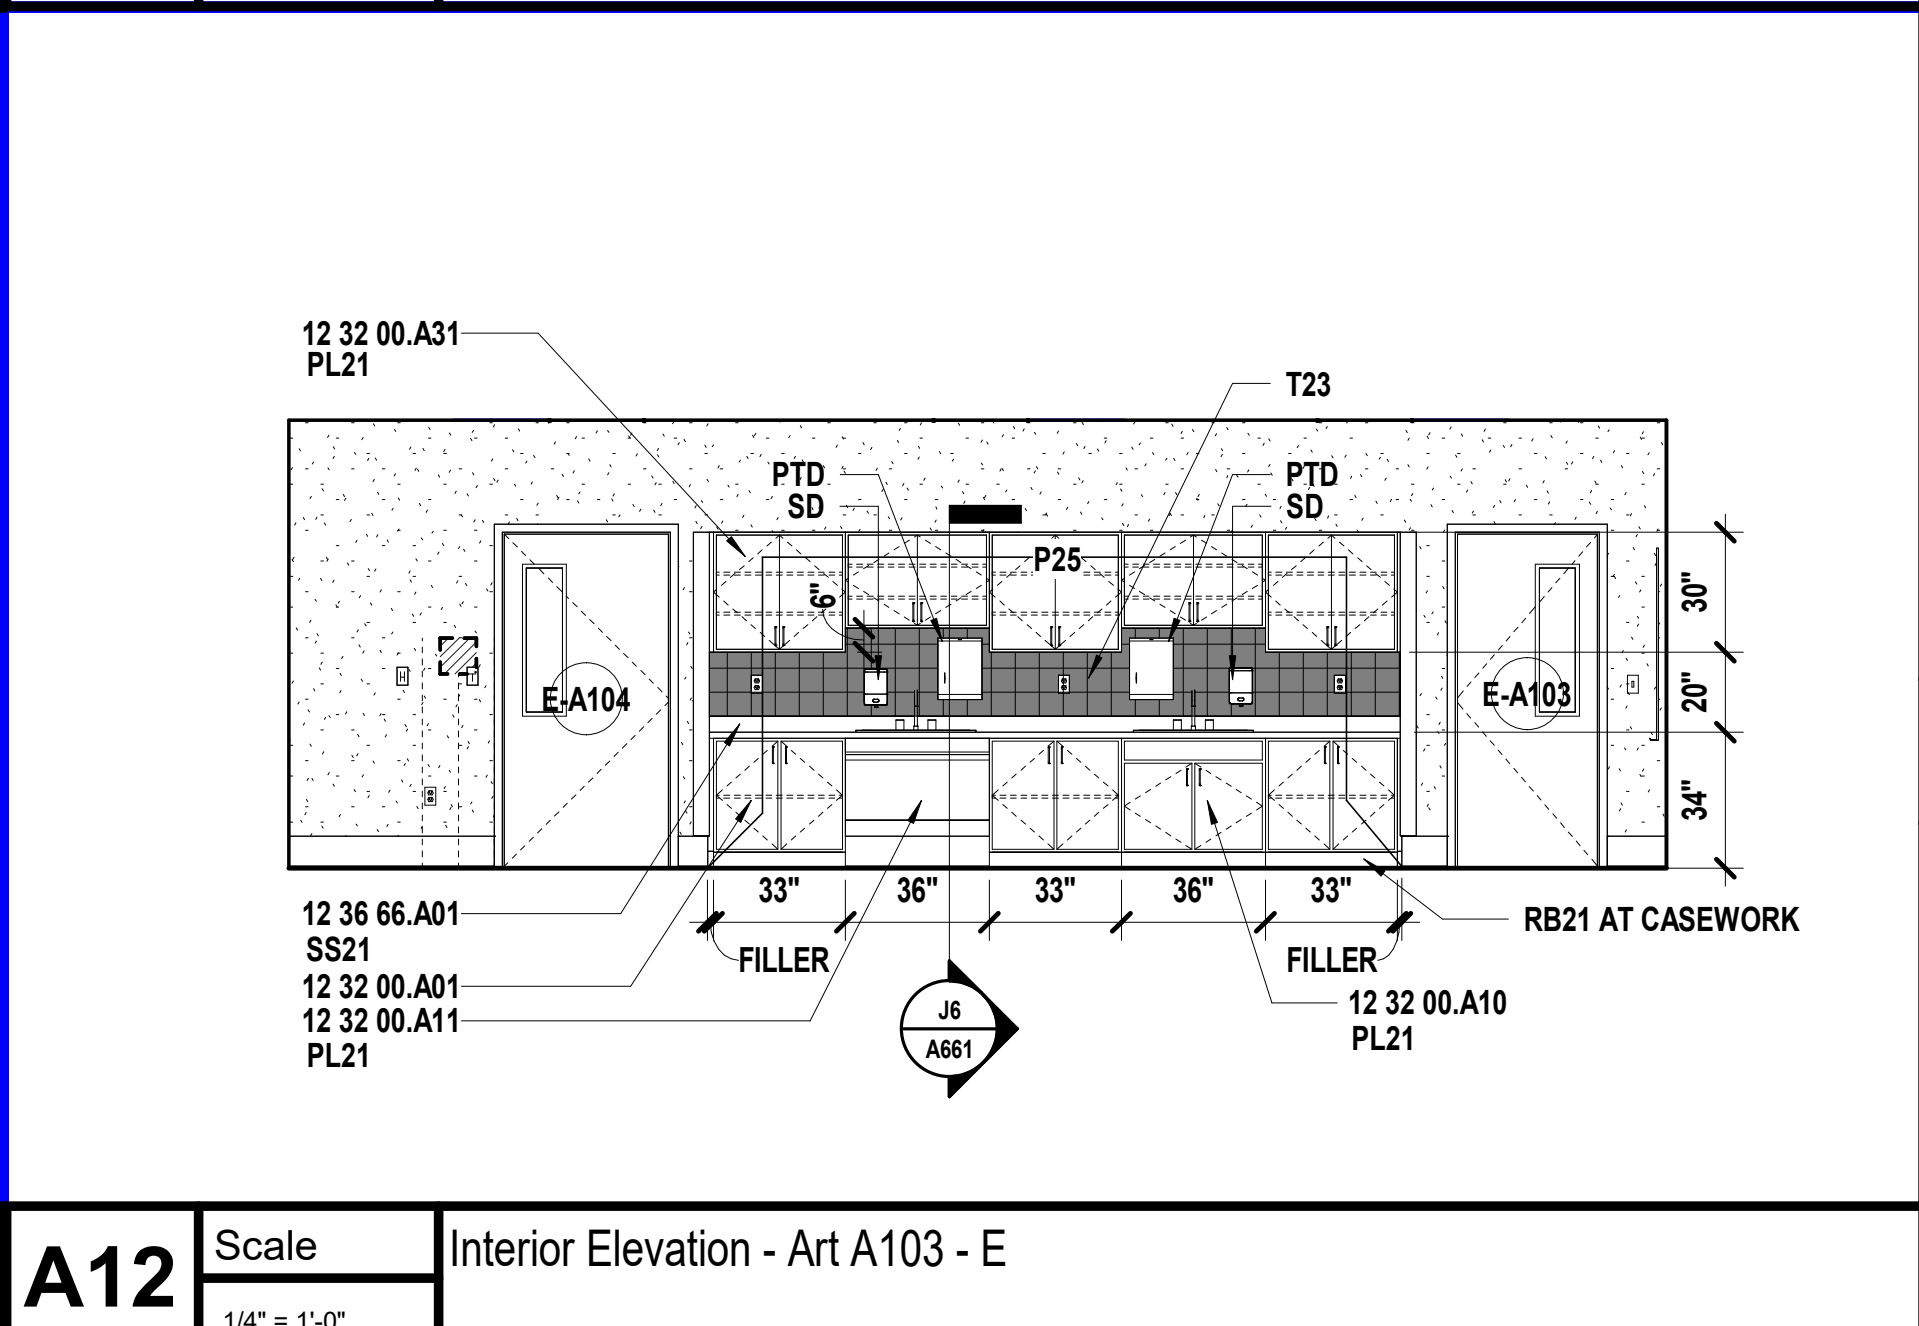 12 32 00.A31
PL21
T23
PTD
SD
PTD
SD
P25
6"
30"
20"
34"
H
T
E-A104
E-A103
33"
36"
33"
36"
33"
FILLER
FILLER
12 36 66.A01
SS21
12 32 00.A01
12 32 00.A11
PL21
RB21 AT CASEWORK
12 32 00.A10
PL21
J6
A661
A12
Scale
1/4" = 1'-0"
Interior Elevation - Art A103 - E